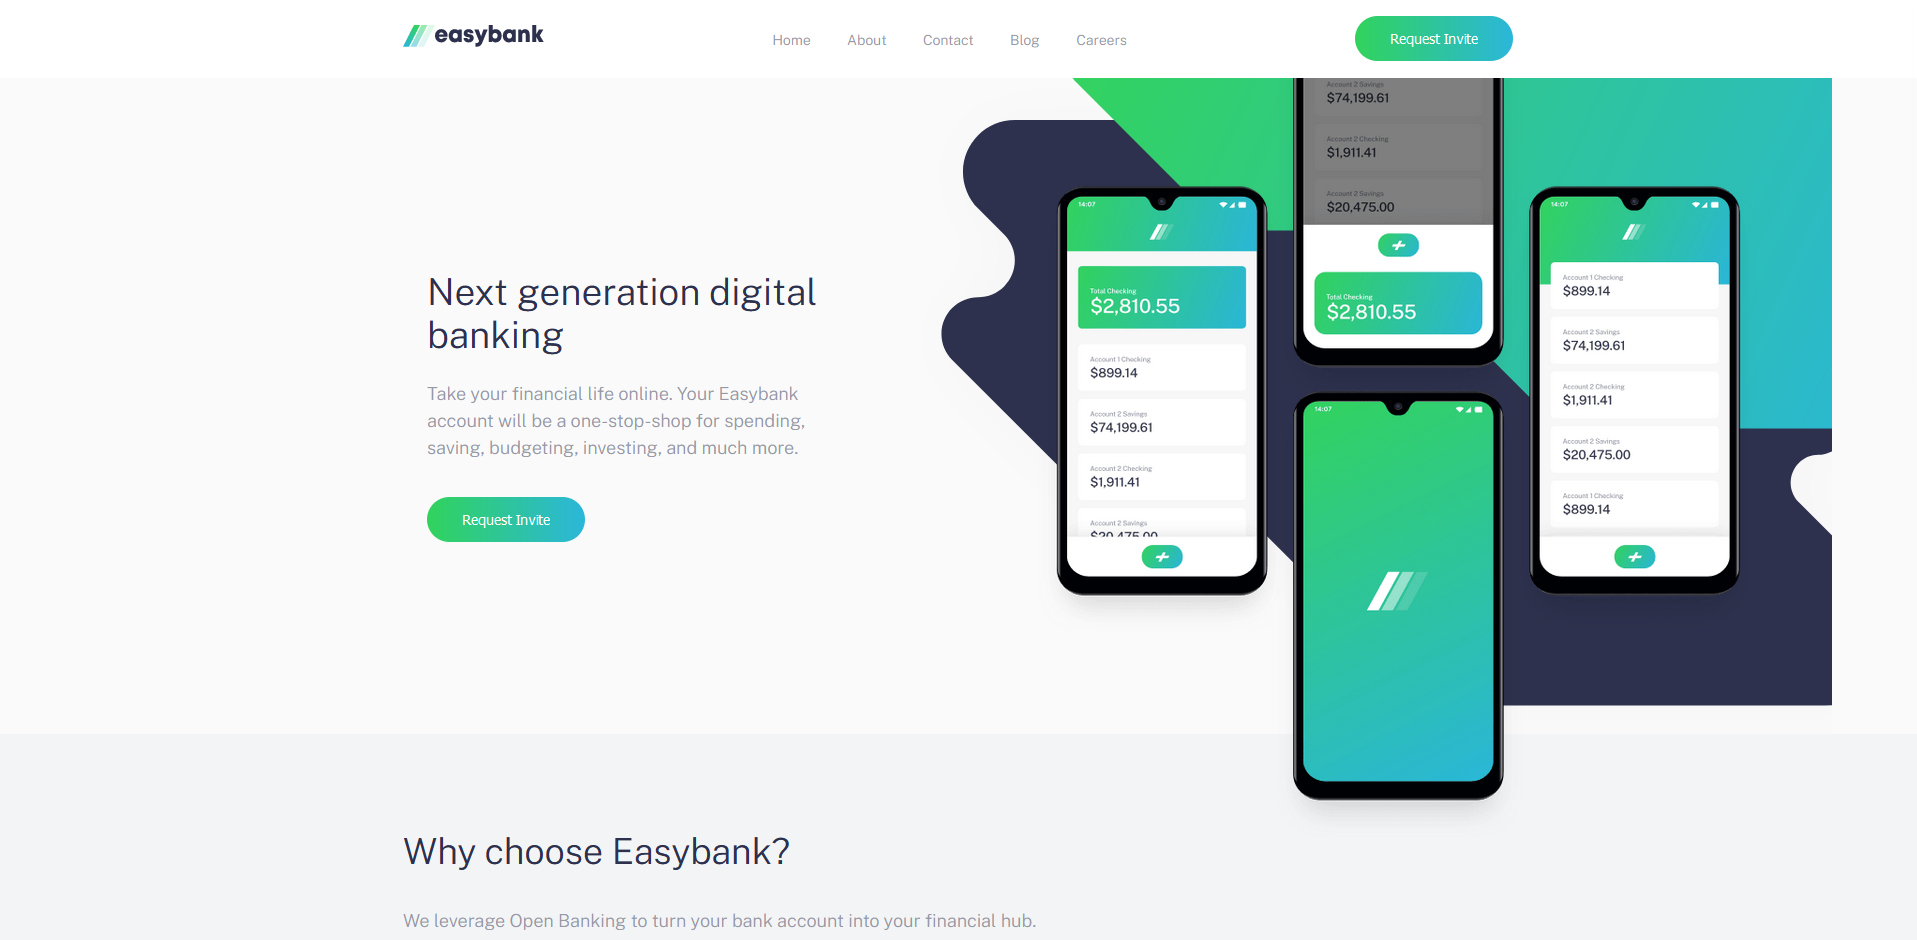 easybank
Home
About
Contact
Blog
Careers
Request Invite
Next generation digital
banking
Take your financial life online. Your Easybank
account will be a one-stop-shop for spending,
saving, budgeting, investing, and much more.
Request Invite
14:07
Total Checking
$2,810.55
Account 1 Checking
$899.14
Account 2 Savings
$74,199.61
Account 2 Checking
$1,911.41
Account 2 Savings
$20,475.00
Account 2 Savings
$74,199.61
Account 2 Checking
$1,911.41
Account 2 Savings
$20,475.00
Total Checking
$2,810.55
14:07
14:07
Account 1 Checking
$899.14
Account 2 Savings
$74,199.61
Account 2 Checking
$1,911.41
Account 2 Savings
$20,475.00
Account 1 Checking
$899.14
Why choose Easybank?
We leverage Open Banking to turn your bank account into your financial hub.